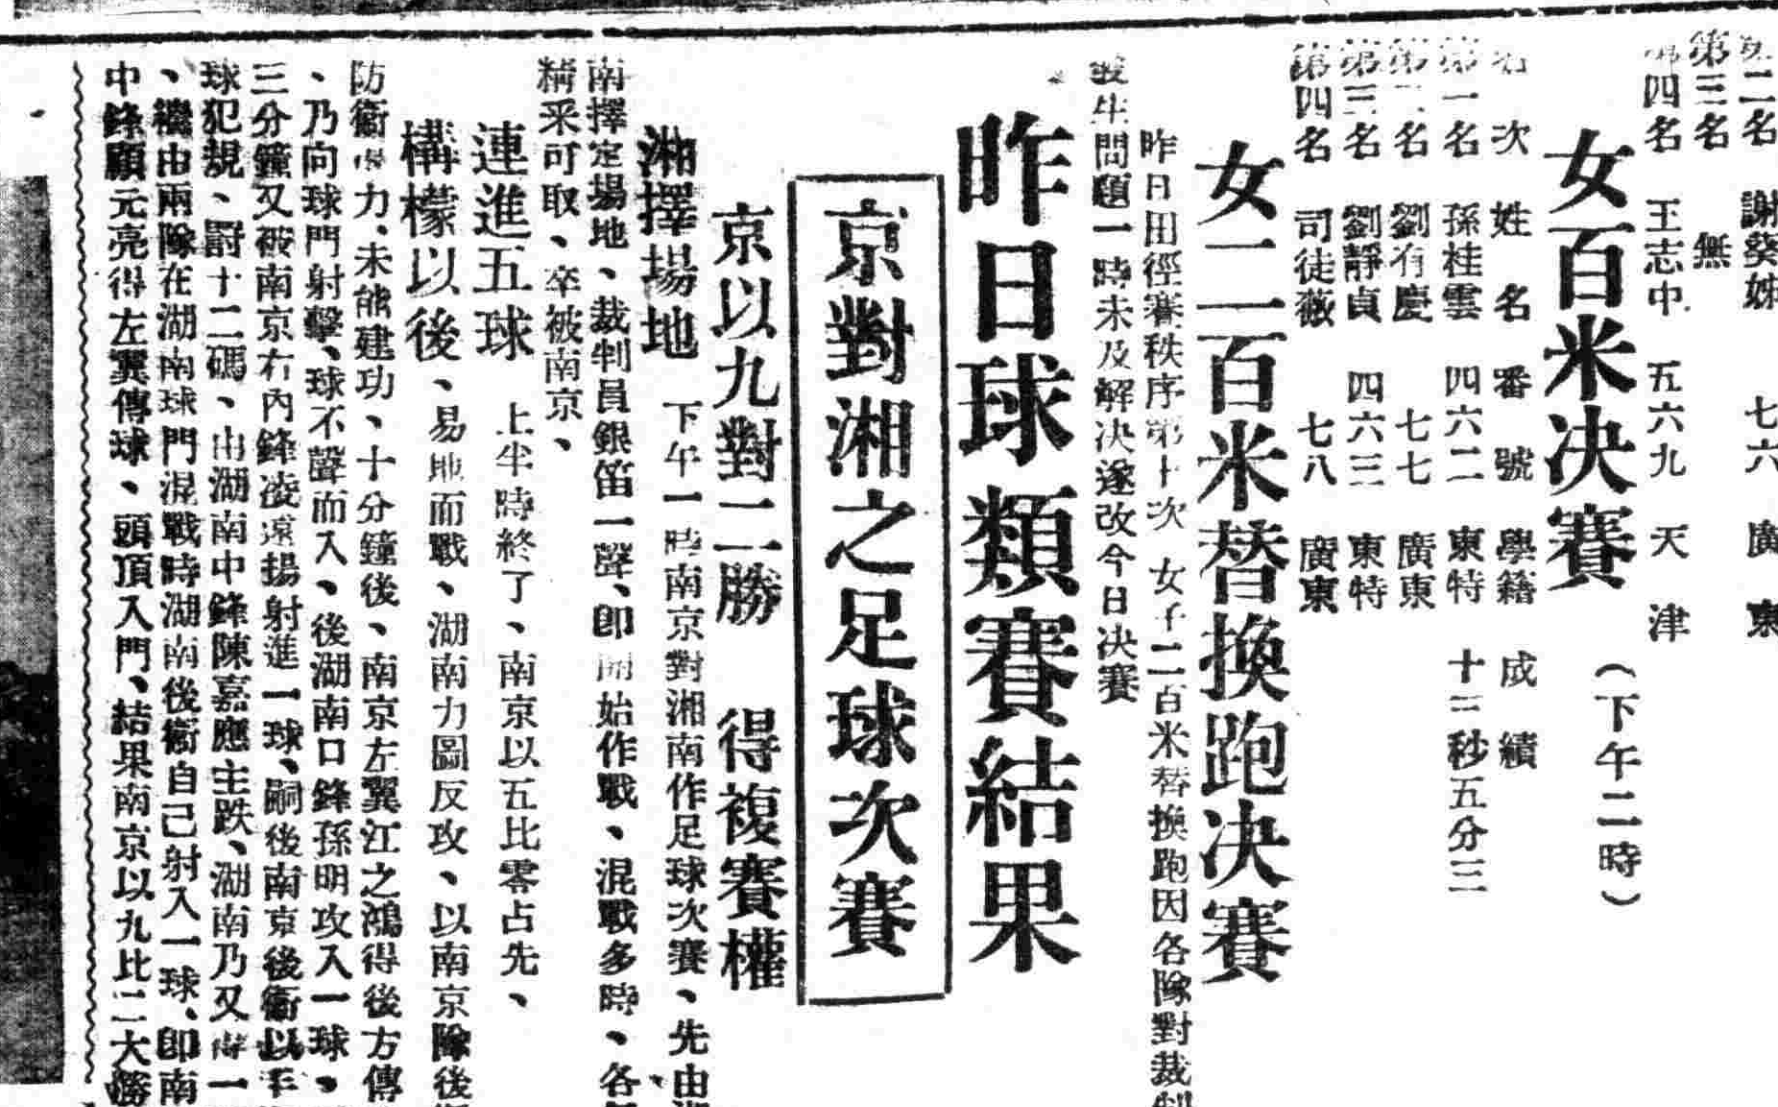 第二名 謝葵姊 七六 廣東
第三名 無
第四名 王志中 五六九 天津
女百米决賽 (下午二時)
名次 姓名 番號 學籍 成績
第一名 孫桂雲 四六二 東特 十三秒五分三
第二名 劉有慶 七七 廣東
第三名 劉靜貞 四六三 東特
第四名 司徒薇 七八 廣東
女二百米替換跑决賽
昨日田徑賽秩序第十次 女子二百米替換跑因各隊對裁判
發生問題一時未及解决遂改今日决賽
昨日球類賽結果
京對湘之足球次賽
京以九對二勝 得複賽權
湘擇場地 下午一時南京對湘南作足球次賽、先由湖
南擇定場地、裁判員銀笛一聲、卽開始作戰、混戰多時、各
精采可取、卒被南京、
連進五球 上半時終了、南京以五比零占先、
構檬以後、易地而戰、湖南力圖反攻、以南京隊後衛
防衛得力、未能建功、十分鐘後、南京左翼江之鴻得後方傳
、乃向球門射擊、球不聲而入、後湖南口鋒孫明攻入一球、
三分鐘又被南京右內鋒凌遠揚射進一球、嗣後南京後衛以手
球犯規、罸十二碼、由湖南中鋒陳嘉應主跌、湖南乃又得一
、繼由兩隊在湖南球門混戰時湖南後衛自己射入一球、卽南
中鋒顧元亮得左翼傳球、頭頂入門、結果南京以九比二大勝